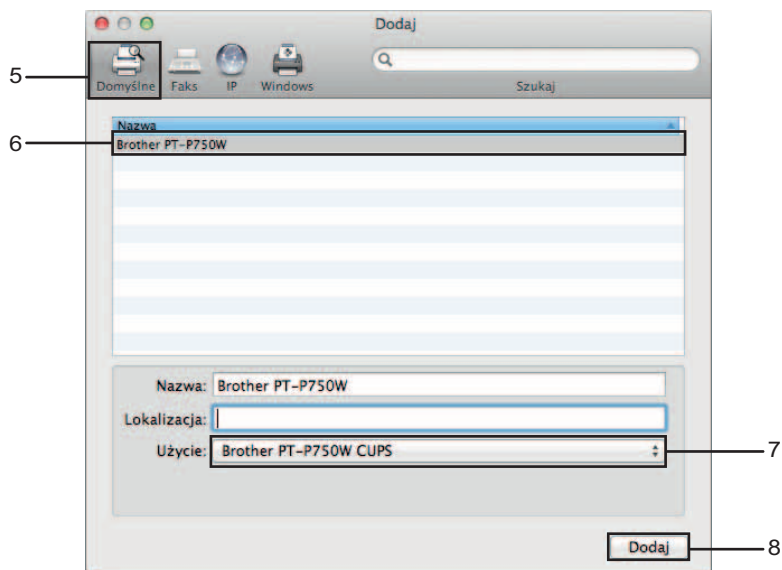 Dodaj
5
Domyślne Faks IP Windows Szukaj
Nazwa
6
Brother PT-P750W
Nazwa: Brother PT-P750W
Lokalizacja:
Użycie: Brother PT-P750W CUPS
7
Dodaj
8